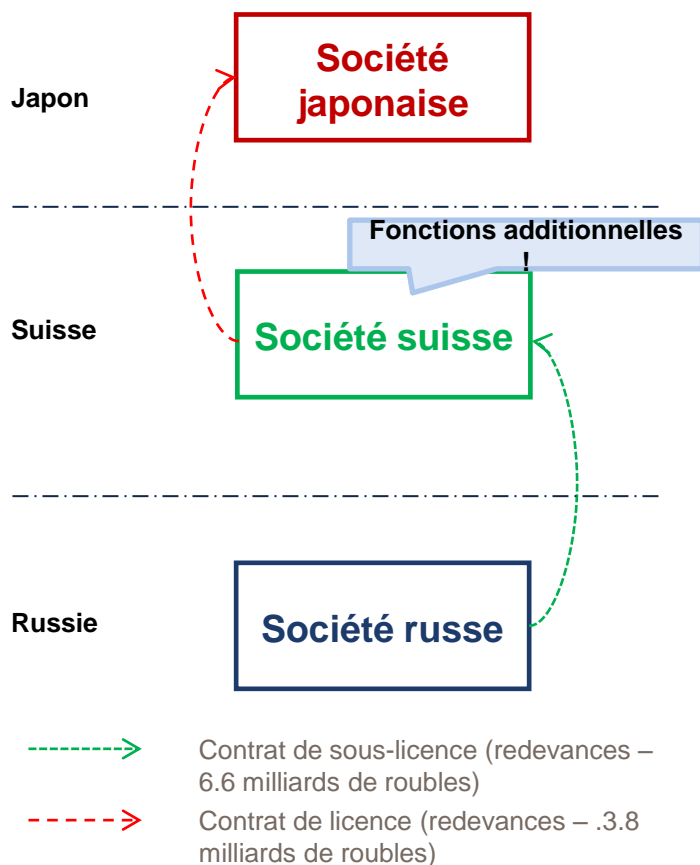 Société
japonaise
Japon
Fonctions additionnelles
!
Suisse
Société suisse
Russie
Société russe
Contrat de sous-licence (redevances –
6.6 milliards de roubles)
Contrat de licence (redevances – .3.8
milliards de roubles)